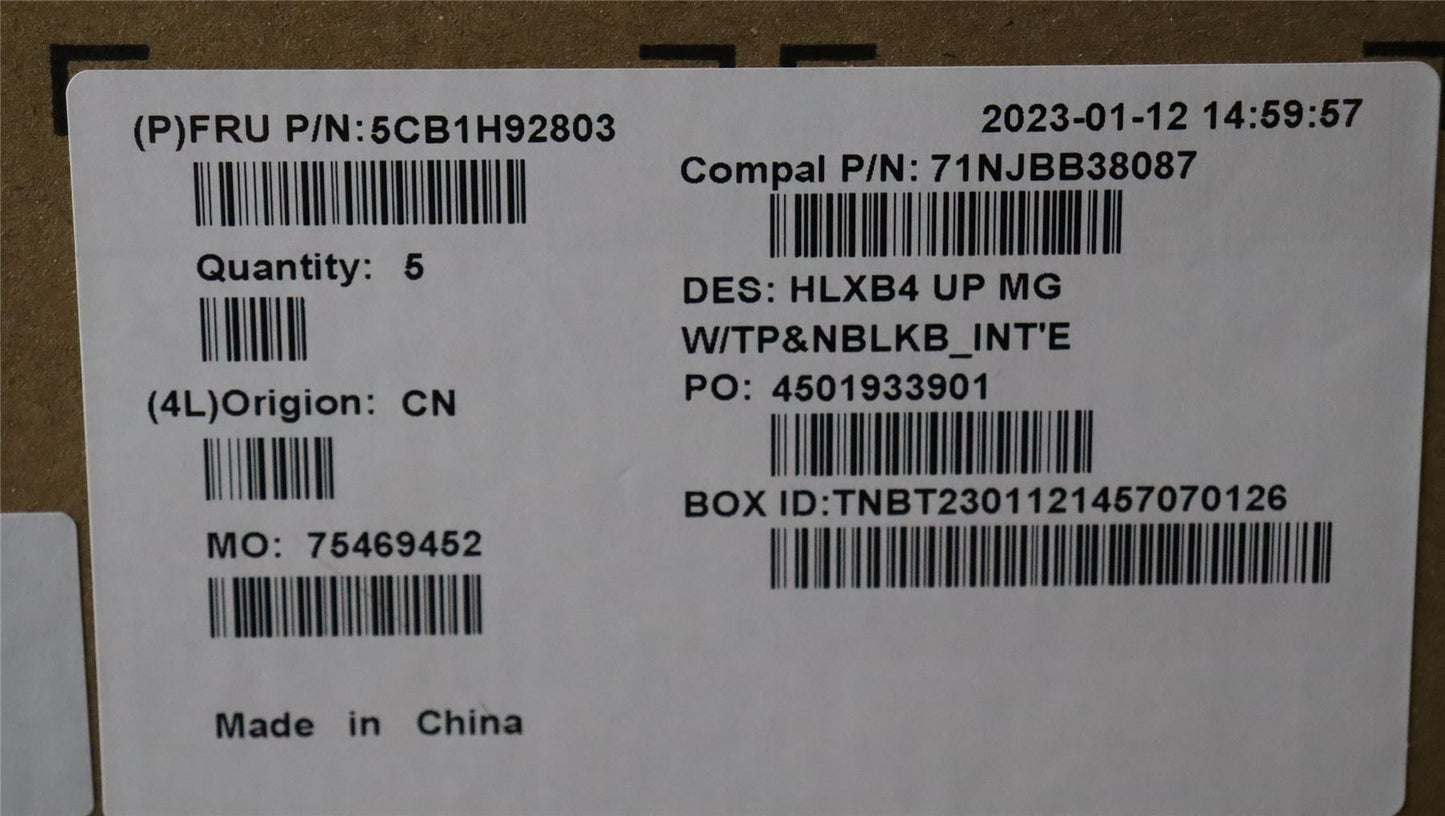 (P)FRU P/N:5CB1H92803
Quantity: 5
(4L)Origion: CN
MO: 75469452
Made in China
2023-01-12 14:59:57
Compal P/N: 71NJBB38087
DES: HLXB4 UP MG
W/TP&NBLKB_INT'E
PO: 4501933901
BOX ID:TNBT2301121457070126